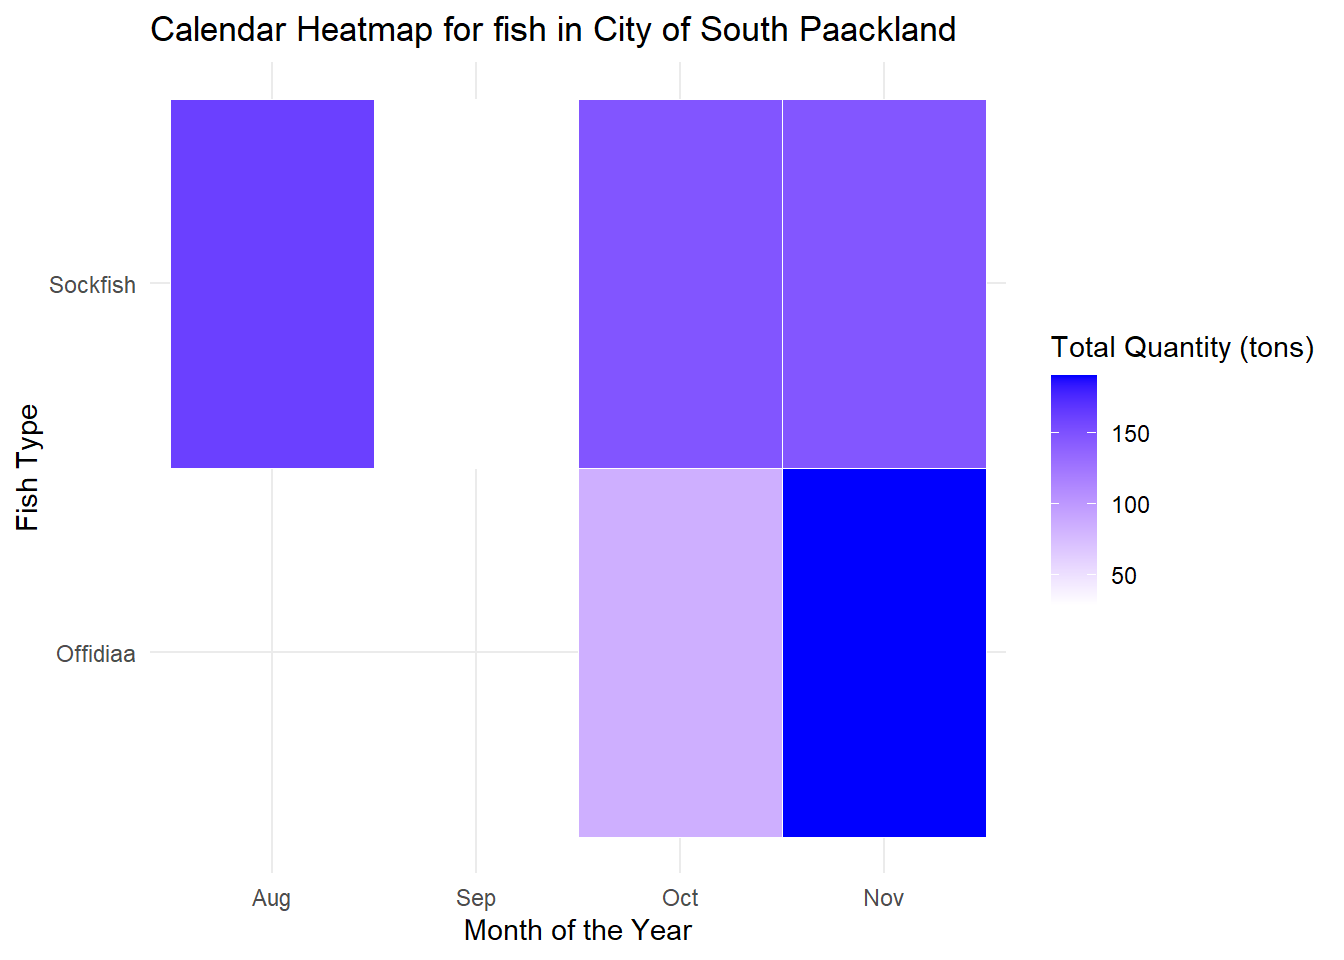 Calendar Heatmap for fish in City of South Paackland
Sockfish
Offidiaa
Fish Type
Aug
Sep
Oct
Nov
Month of the Year
Total Quantity (tons)
150
100
50